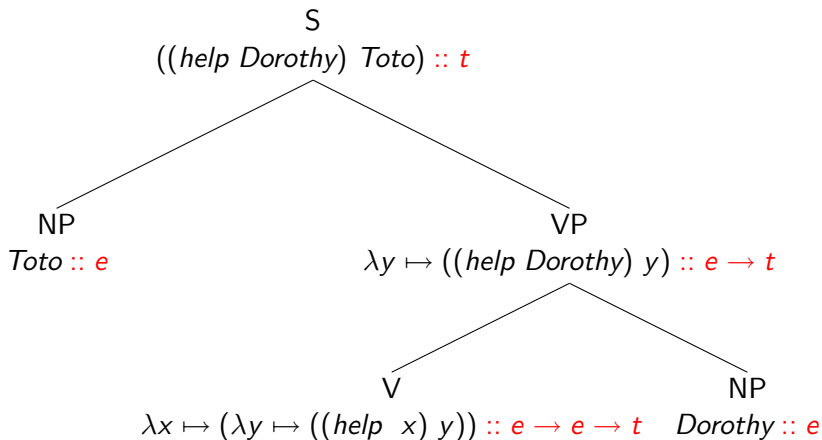 S
((help Dorothy) Toto) :: t
NP
Toto :: e
VP
λy ↦ ((help Dorothy) y) :: e → t
V
λx ↦ (λy ↦ ((help x) y)) :: e → e → t
NP
Dorothy :: e